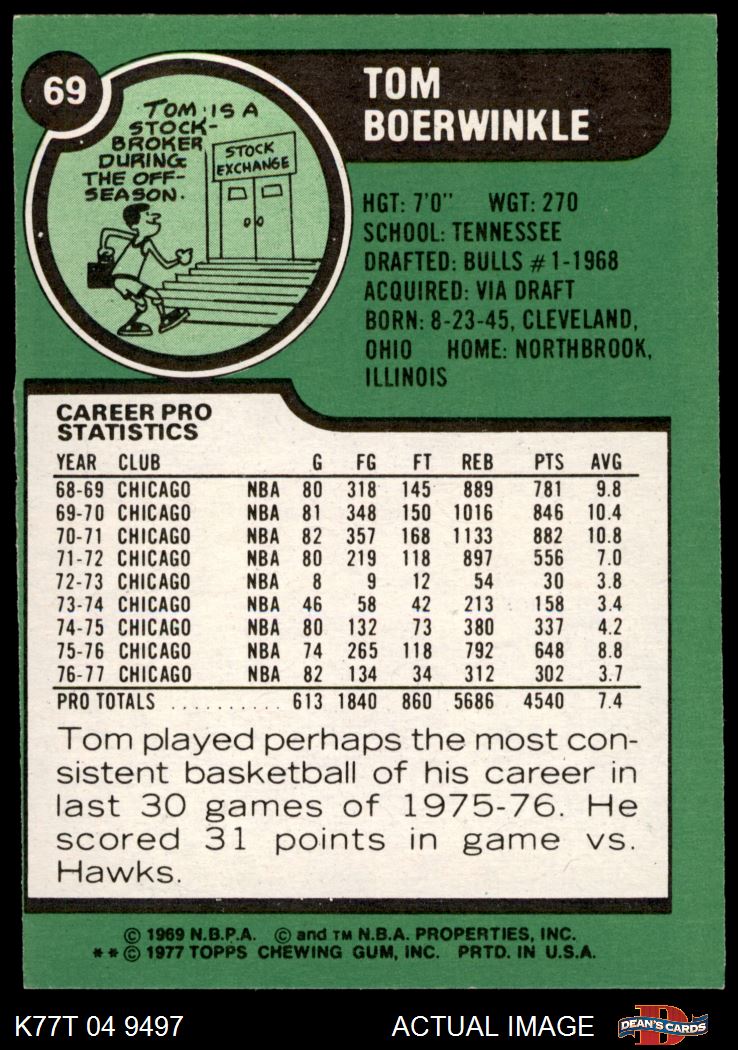 69
TOM IS A
STOCK-
BROKER
DURING
THE OFF-
SEASON.
STOCK
EXCHANGE
TOM
BOERWINKLE
HGT: 7'0" WGT: 270
SCHOOL: TENNESSEE
DRAFTED: BULLS #1-1968
ACQUIRED: VIA DRAFT
BORN: 8-23-45, CLEVELAND,
OHIO HOME: NORTHBROOK,
ILLINOIS
CAREER PRO
STATISTICS
YEAR CLUB G FG FT REB PTS AVG
68-69 CHICAGO NBA 80 318 145 889 781 9.8
69-70 CHICAGO NBA 81 348 150 1016 846 10.4
70-71 CHICAGO NBA 82 357 168 1133 882 10.8
71-72 CHICAGO NBA 80 219 118 897 556 7.0
72-73 CHICAGO NBA 8 9 12 54 30 3.8
73-74 CHICAGO NBA 46 58 42 213 158 3.4
74-75 CHICAGO NBA 80 132 73 380 337 4.2
75-76 CHICAGO NBA 74 265 118 792 648 8.8
76-77 CHICAGO NBA 82 134 34 312 302 3.7
PRO TOTALS .......... 613 1840 860 5686 4540 7.4
Tom played perhaps the most con-
sistent basketball of his career in
last 30 games of 1975-76. He
scored 31 points in game vs.
Hawks.
© 1969 N.B.P.A. © and TM N.B.A. PROPERTIES, INC.
**© 1977 TOPPS CHEWING GUM, INC. PRTD. IN U.S.A.
K77T 04 9497 ACTUAL IMAGE D DEAN'S CARDS